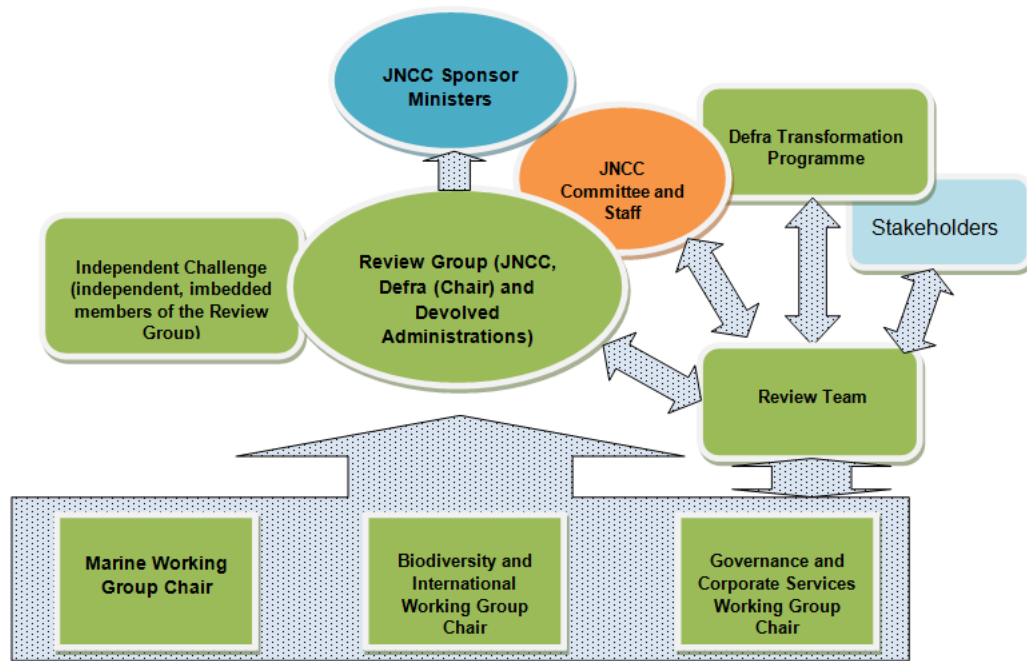 JNCC Sponsor
Ministers
JNCC
Committee and
Staff
Defra Transformation
Programme
Stakeholders
Independent Challenge
(independent, imbedded
members of the Review
Group)
Review Group (JNCC,
Defra (Chair) and
Devolved
Administrations)
Review Team
Marine Working
Group Chair
Biodiversity and
International
Working Group
Chair
Governance and
Corporate Services
Working Group
Chair